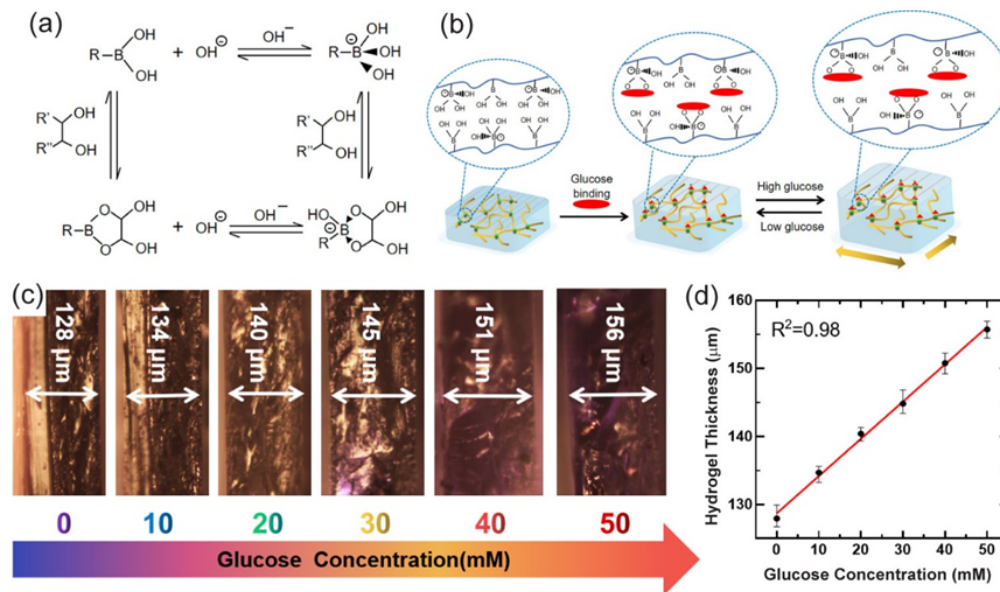 (a)
OH
R-B
OH
+ OH⊖
OH⁻
⊖
R-B
OH
OH
OH
R'
OH
R"
OH
R'
OH
R"
OH
R-B
O
O
OH
OH
+ OH⊖
OH⁻
HO
⊖
B
R
O
O
OH
OH
(b)
Glucose
binding
High glucose
Low glucose
(c)
128 μm
134 μm
140 μm
145 μm
151 μm
156 μm
0 10 20 30 40 50
Glucose Concentration(mM)
(d)
R²=0.98
Hydrogel Thickness (μm)
160
150
140
130
0 10 20 30 40 50
Glucose Concentration (mM)